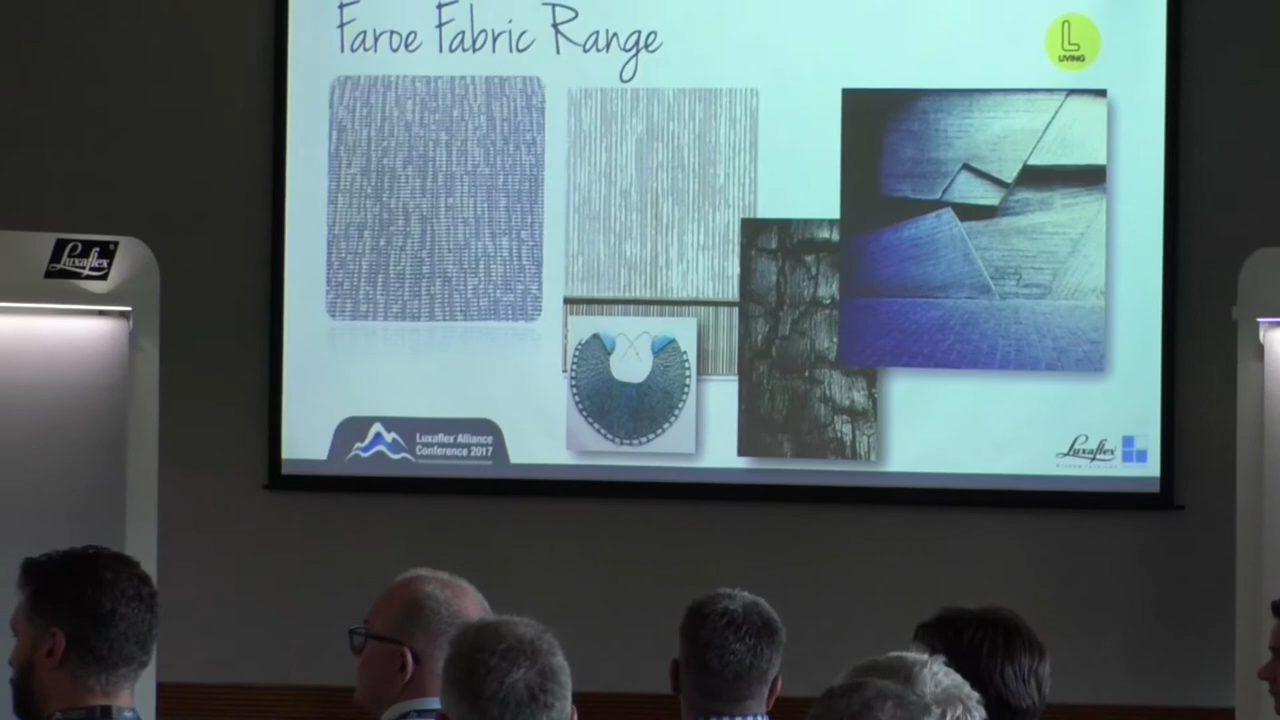 Faroe Fabric Range
L
LIVING
Luxaflex
Luxaflex Alliance
Conference 2017
Luxaflex